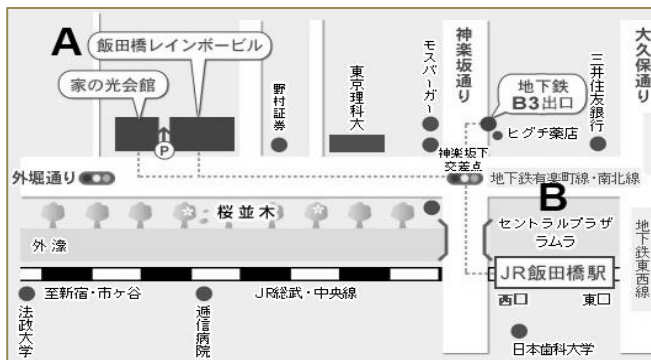 A
飯田橋レインボービル
家の光会館
P
野村証券
東京理科大
モスバーガー
神楽坂通り
地下鉄
B3出口
ヒグチ薬店
三井住友銀行
大久保通り
外堀通り
神楽坂下
交差点
地下鉄有楽町線・南北線
B
桜並木
セントラルプラザ
ラムラ
外濠
地下鉄東西線
JR飯田橋駅
西口
東口
至新宿・市ヶ谷
JR総武・中央線
法政大学
逓信病院
日本歯科大学